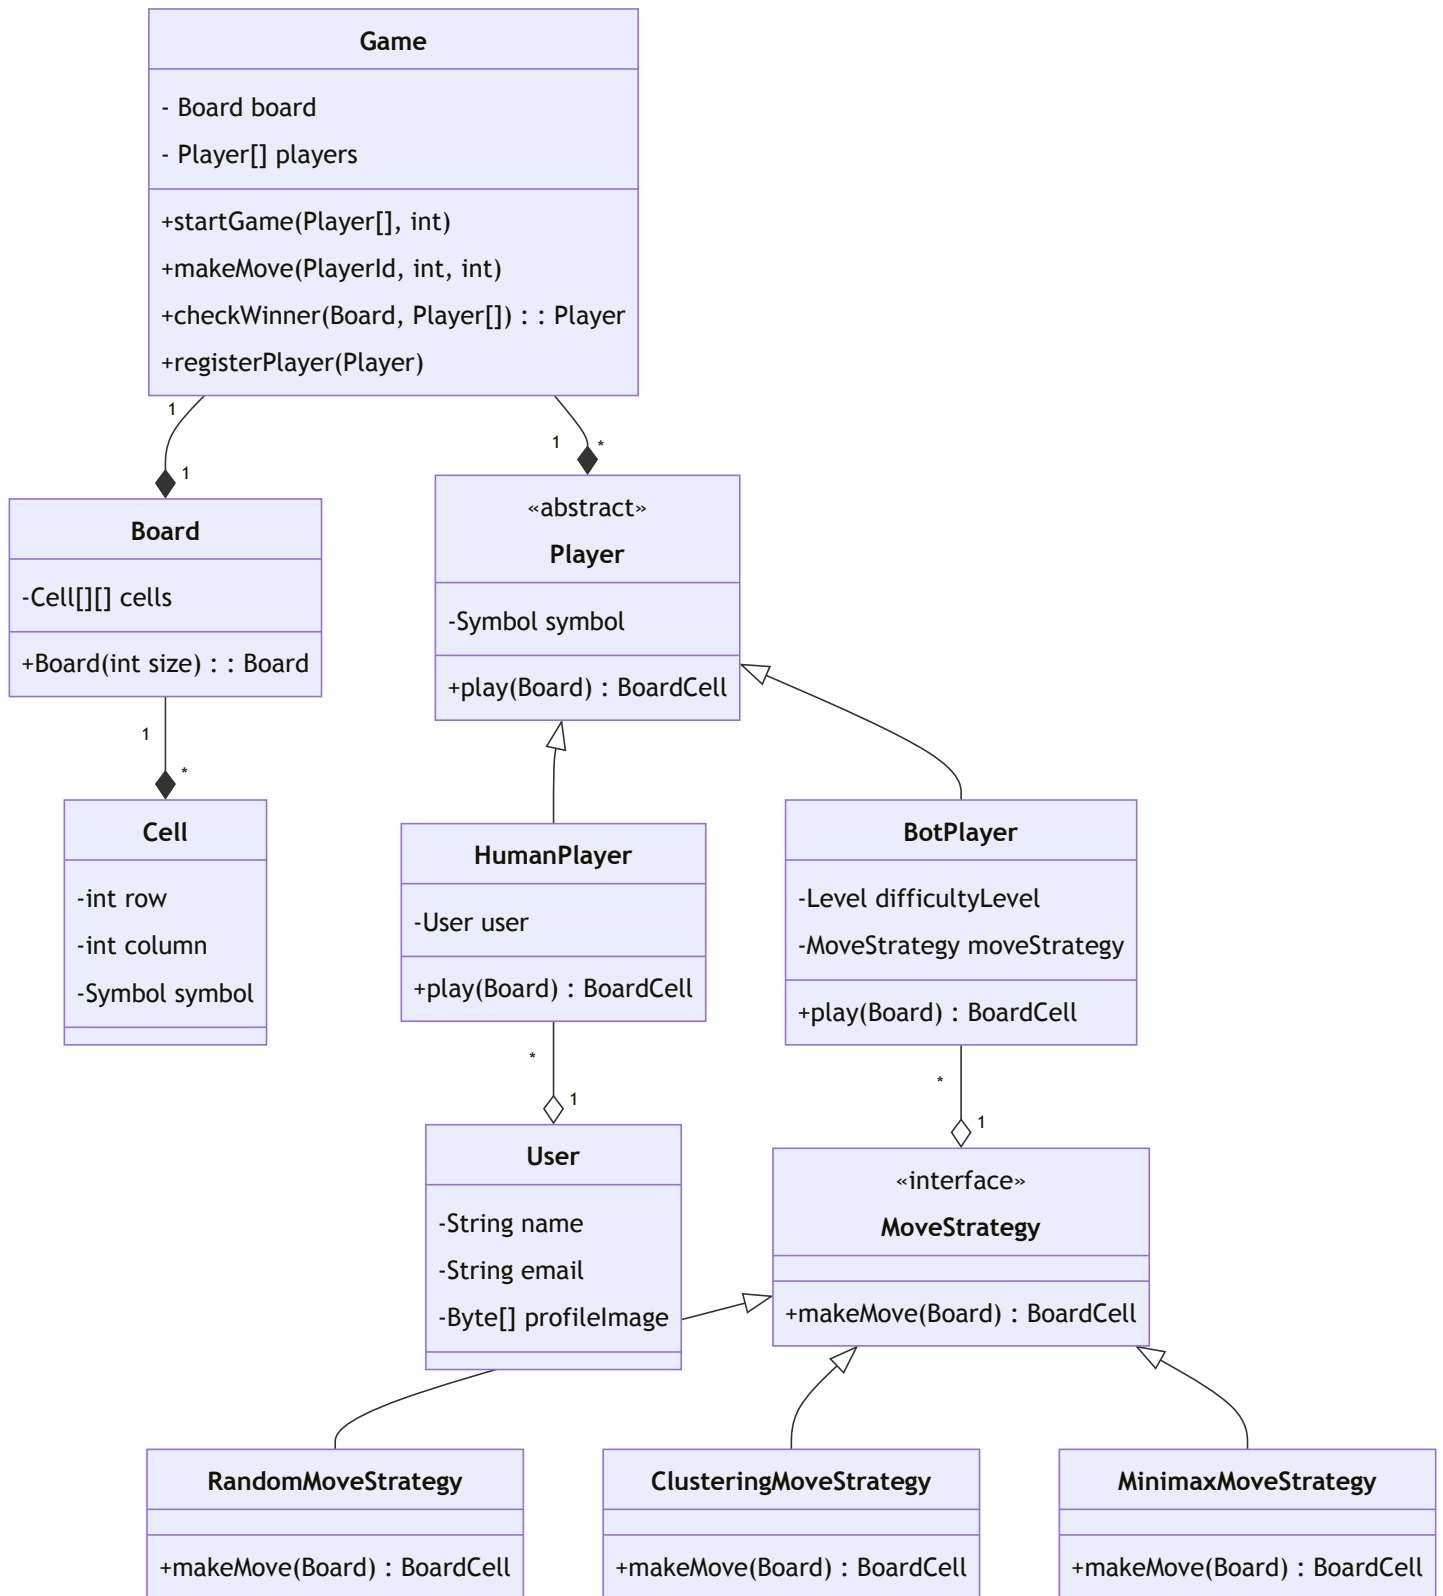 Game
- Board board
- Player[] players
+startGame(Player[], int)
+makeMove(PlayerId, int, int)
+checkWinner(Board, Player[]) : : Player
+registerPlayer(Player)
1
1
1
*
Board
-Cell[][] cells
+Board(int size) : : Board
«abstract»
Player
-Symbol symbol
+play(Board) : BoardCell
1
*
Cell
-int row
-int column
-Symbol symbol
HumanPlayer
-User user
+play(Board) : BoardCell
BotPlayer
-Level difficultyLevel
-MoveStrategy moveStrategy
+play(Board) : BoardCell
*
1
*
1
User
-String name
-String email
-Byte[] profileImage
«interface»
MoveStrategy
+makeMove(Board) : BoardCell
RandomMoveStrategy
+makeMove(Board) : BoardCell
ClusteringMoveStrategy
+makeMove(Board) : BoardCell
MinimaxMoveStrategy
+makeMove(Board) : BoardCell